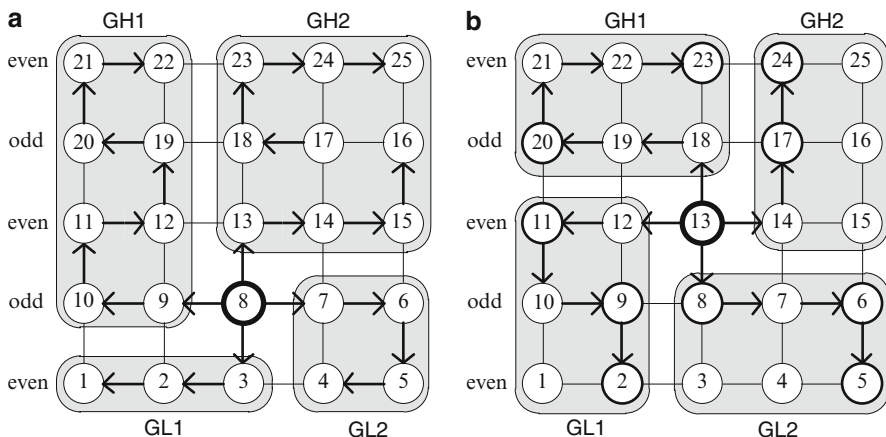 a
GH1 GH2
even 21 22 23 24 25
odd 20 19 18 17 16
even 11 12 13 14 15
odd 10 9 8 7 6
even 1 2 3 4 5
GL1 GL2
b
GH1 GH2
even 21 22 23 24 25
odd 20 19 18 17 16
even 11 12 13 14 15
odd 10 9 8 7 6
even 1 2 3 4 5
GL1 GL2